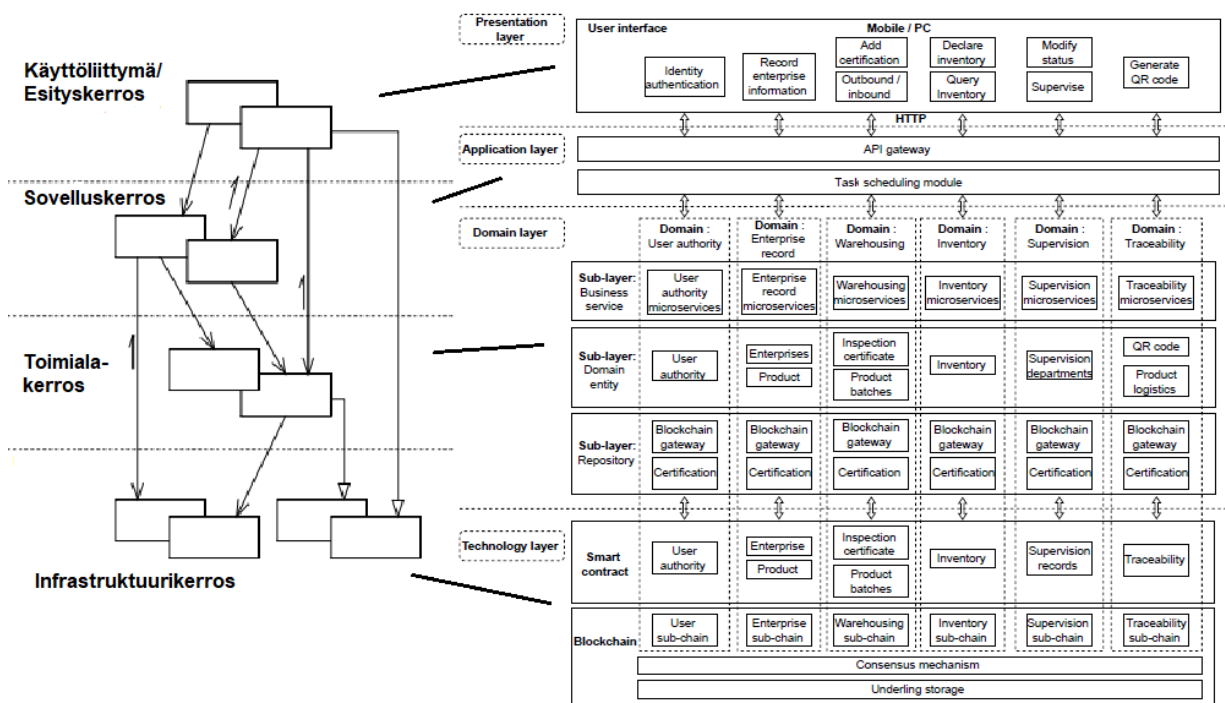 Käyttöliittymä/
Esityskerros
Sovelluskerros
Toimiala-
kerros
Infrastruktuurikerros
Presentation
layer
User interface
Mobile / PC
Identity
authentication
Record
enterprise
information
Add
certification
Outbound /
inbound
Declare
inventory
Query
Inventory
Modify
status
Supervise
Generate
QR code
HTTP
Application layer
API gateway
Task scheduling module
Domain layer
Domain :
User authority
Domain :
Enterprise
record
Domain :
Warehousing
Domain :
Inventory
Domain :
Supervision
Domain :
Traceability
Sub-layer:
Business
service
User
authority
microservices
Enterprise
record
microservices
Warehousing
microservices
Inventory
microservices
Supervision
microservices
Traceability
microservices
Sub-layer:
Domain
entity
User
authority
Enterprises
Product
Inspection
certificate
Product
batches
Inventory
Supervision
departments
QR code
Product
logistics
Sub-layer:
Repository
Blockchain
gateway
Certification
Blockchain
gateway
Certification
Blockchain
gateway
Certification
Blockchain
gateway
Certification
Blockchain
gateway
Certification
Blockchain
gateway
Certification
Technology layer
Smart
contract
User
authority
Enterprise
Product
Inspection
certificate
Product
batches
Inventory
Supervision
records
Traceability
Blockchain
User
sub-chain
Enterprise
sub-chain
Warehousing
sub-chain
Inventory
sub-chain
Supervision
sub-chain
Traceability
sub-chain
Consensus mechanism
Underling storage